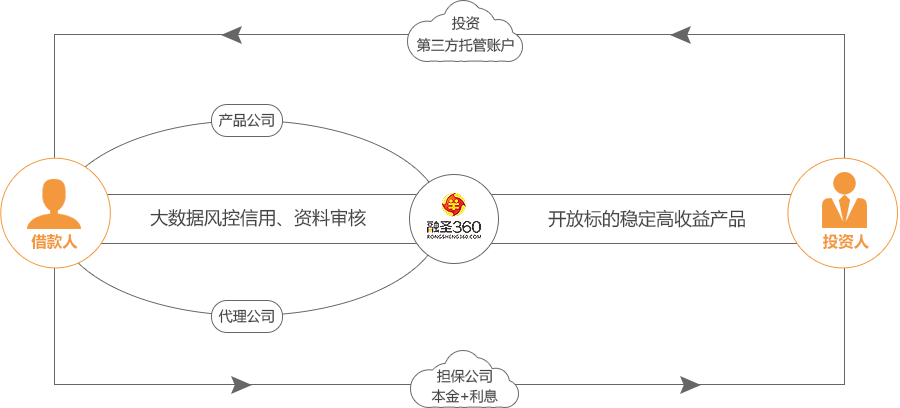 投资
第三方托管账户
产品公司
大数据风控信用、资料审核
融圣360
RONGSHENG360.COM
开放标的稳定高收益产品
借款人
投资人
代理公司
担保公司
本金+利息